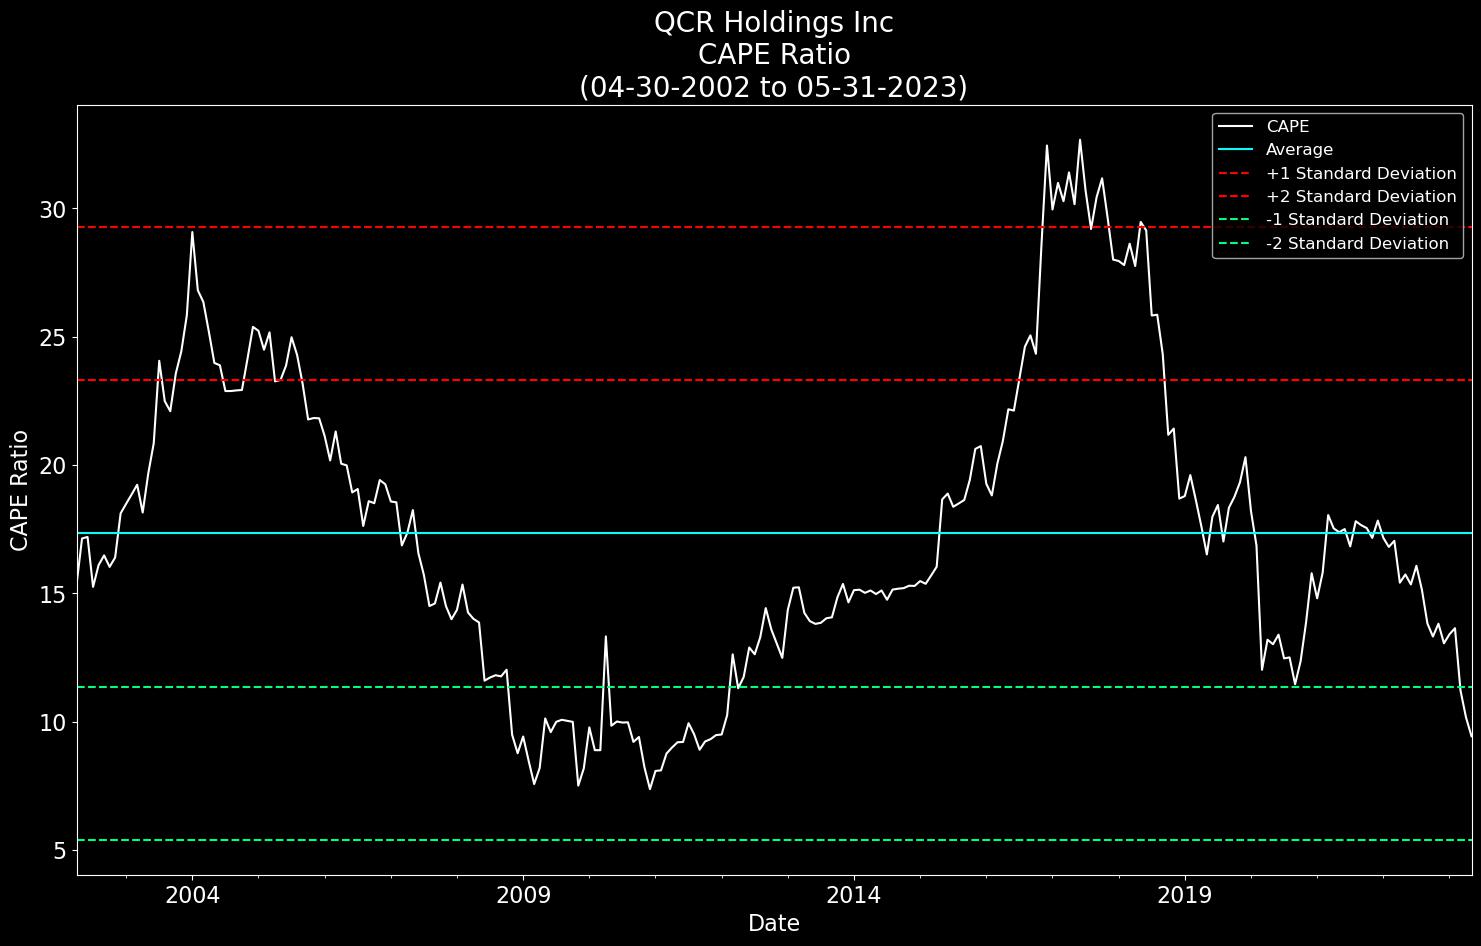 QCR Holdings Inc
CAPE Ratio
(04-30-2002 to 05-31-2023)
CAPE
Average
+1 Standard Deviation
+2 Standard Deviation
-1 Standard Deviation
-2 Standard Deviation
CAPE Ratio
30
25
20
15
10
5
2004
2009
2014
2019
Date